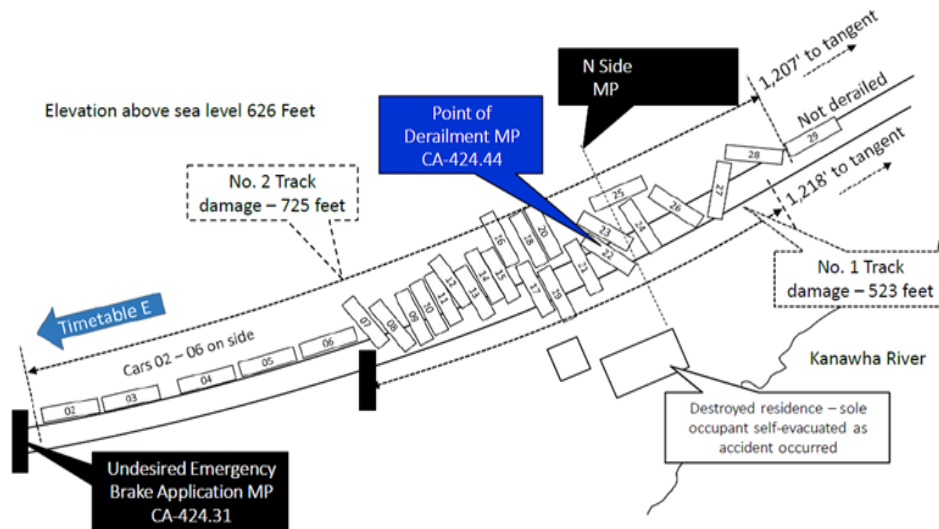 N Side
MP
1,207' to tangent
Elevation above sea level 626 Feet
Point of
Derailment MP
CA-424.44
Not derailed
29
28
27
1,218' to tangent
No. 2 Track
damage – 725 feet
25
26
24
23
22
21
20
18
16
19
17
15
14
13
12
11
10
09
08
07
No. 1 Track
damage – 523 feet
Timetable E
Cars 02 – 06 on side
06
05
04
03
02
Kanawha River
Destroyed residence – sole
occupant self-evacuated as
accident occurred
Undesired Emergency
Brake Application MP
CA-424.31